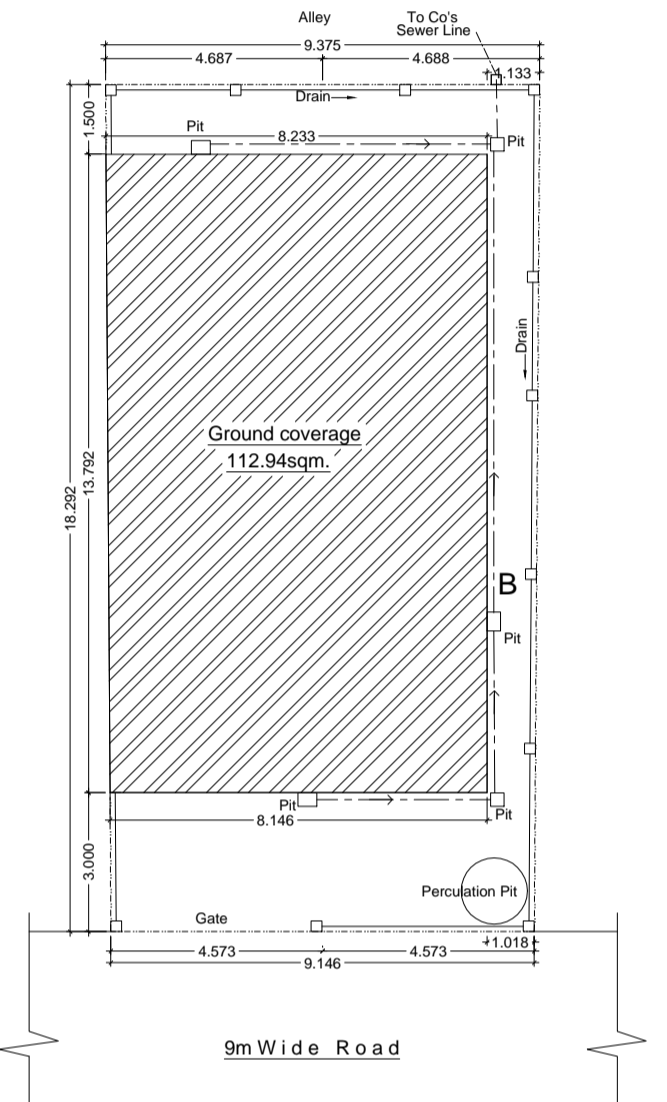 Alley
To Co's
Sewer Line
9.375
4.687
4.688
1.133
Drain
1.500
Pit
8.233
Pit
Drain
Ground coverage
112.94sqm.
13.792
18.292
B
Pit
Pit
Pit
8.146
3.000
Perculation Pit
Gate
1.018
4.573
4.573
9.146
9m Wide Road